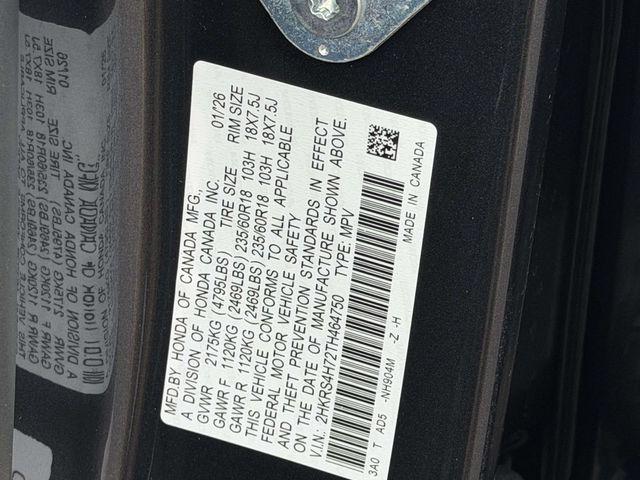 MFD.BY HONDA OF CANADA MFG.,
A DIVISION OF HONDA CANADA INC. 01/26
GVWR 2175KG (4795LBS) TIRE SIZE RIM SIZE
GAWR F 1120KG (2469LBS) 235/60R18 103H 18X7.5J
GAWR R 1120KG (2469LBS) 235/60R18 103H 18X7.5J
THIS VEHICLE CONFORMS TO ALL APPLICABLE
FEDERAL MOTOR VEHICLE SAFETY
AND THEFT PREVENTION STANDARDS IN EFFECT
ON THE DATE OF MANUFACTURE SHOWN ABOVE.
V.I.N.: 2HKRS4H72TH464750 TYPE: MPV
3A0 T AD5 -NH904M -Z -H
MADE IN CANADA